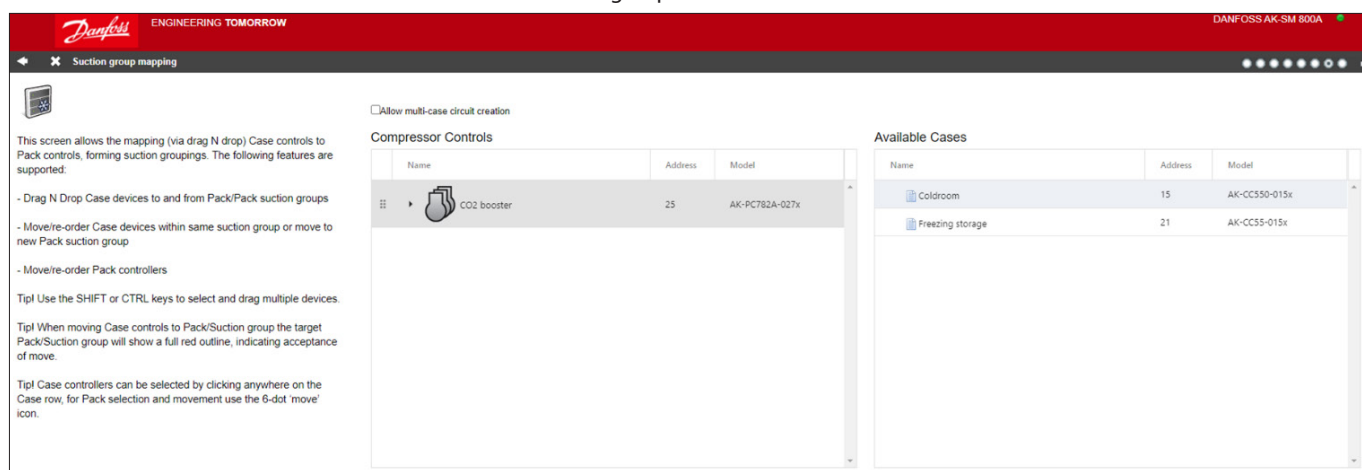 Danfoss
ENGINEERING TOMORROW
DANFOSS AK-SM 800A
Suction group mapping
This screen allows the mapping (via drag N drop) Case controls to
Pack controls, forming suction groupings. The following features are
supported:
- Drag N Drop Case devices to and from Pack/Pack suction groups
- Move/re-order Case devices within same suction group or move to
new Pack suction group
- Move/re-order Pack controllers
Tip! Use the SHIFT or CTRL keys to select and drag multiple devices.
Tip! When moving Case controls to Pack/Suction group the target
Pack/Suction group will show a full red outline, indicating acceptance
of move.
Tip! Case controllers can be selected by clicking anywhere on the
Case row, for Pack selection and movement use the 6-dot 'move'
icon.
Allow multi-case circuit creation
Compressor Controls
Name Address Model
CO2 booster 25 AK-PC782A-027x
Available Cases
Name Address Model
Coldroom 15 AK-CC550-015x
Freezing storage 21 AK-CC55-015x